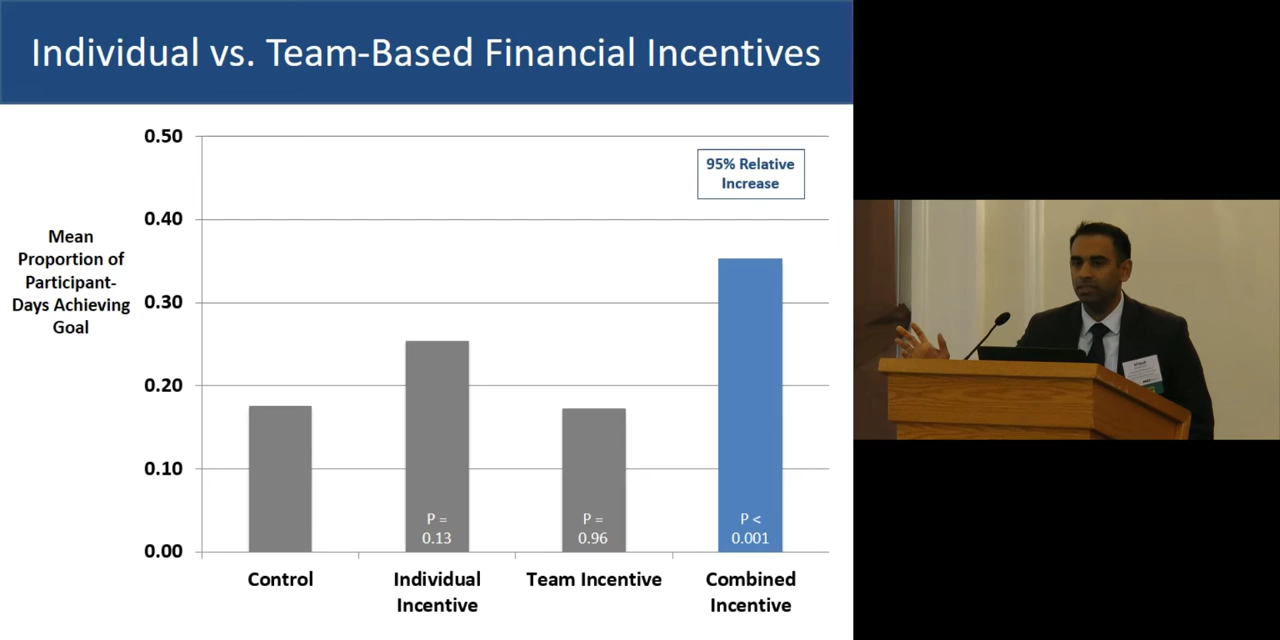 Individual vs. Team-Based Financial Incentives
0.50
0.40
0.30
0.20
0.10
0.00
Mean
Proportion of
Participant-
Days Achieving
Goal
95% Relative
Increase
P =
0.13
P =
0.96
P <
0.001
Control
Individual
Incentive
Team Incentive
Combined
Incentive